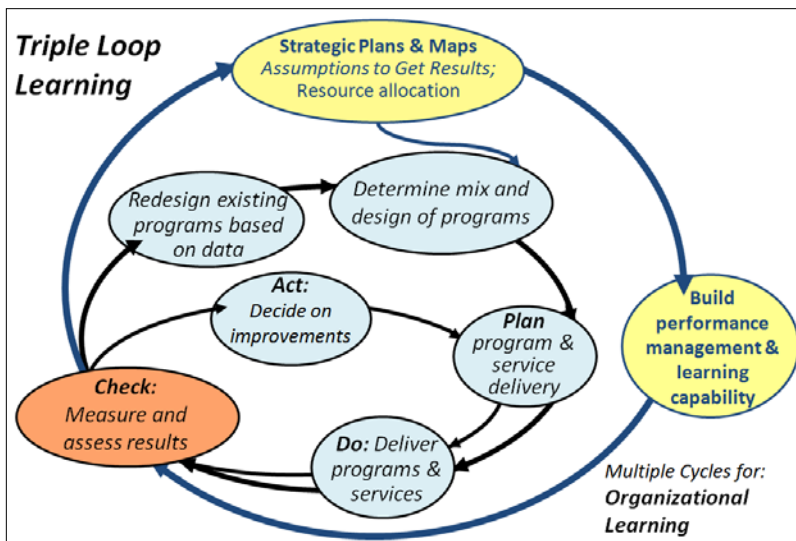 Triple Loop
Learning
Strategic Plans & Maps
Assumptions to Get Results;
Resource allocation
Redesign existing
programs based
on data
Determine mix and
design of programs
Act:
Decide on
improvements
Plan
program &
service
delivery
Build
performance
management &
learning
capability
Check:
Measure and
assess results
Do: Deliver
programs &
services
Multiple Cycles for:
Organizational
Learning